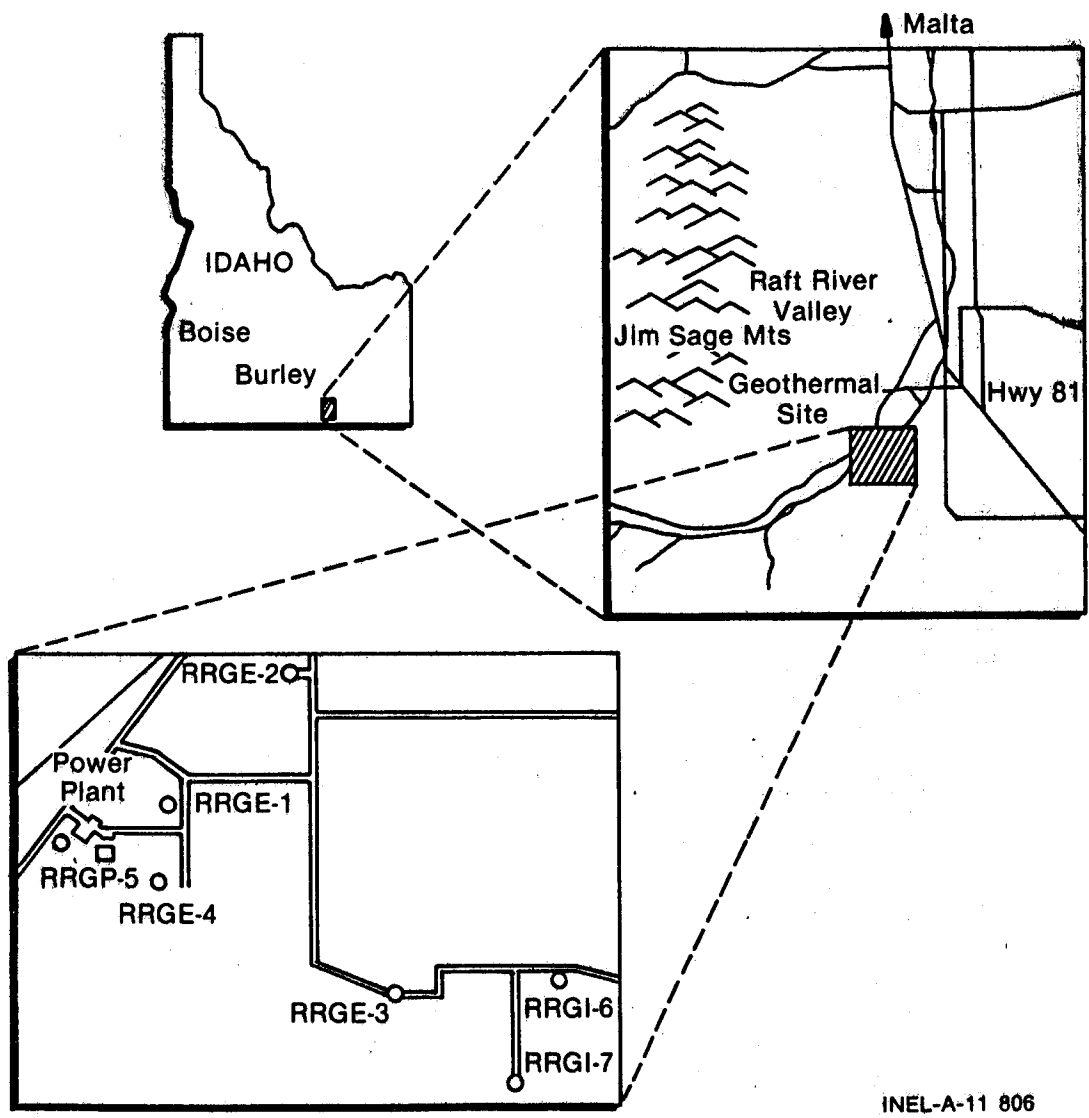 Malta
IDAHO
Boise
Burley
Raft River
Valley
Jim Sage Mts
Geothermal
Site
Hwy 81
RRGE-2
Power
Plant
RRGE-1
RRGP-5
RRGE-4
RRGE-3
RRGI-6
RRGI-7
INEL-A-11 806